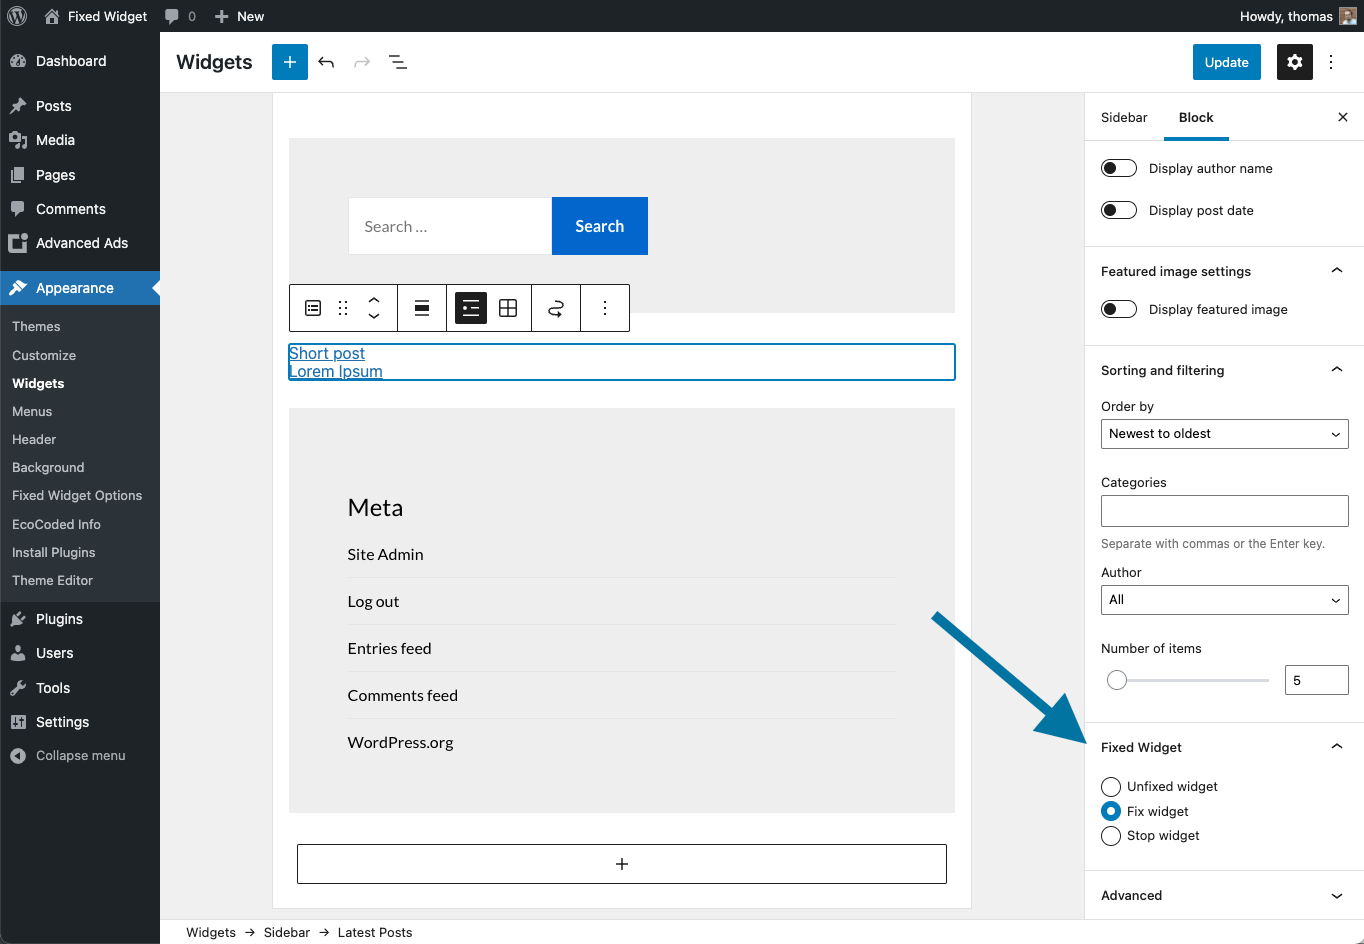 Fixed Widget
0
New
Howdy, thomas
Dashboard
Posts
Media
Pages
Comments
Advanced Ads
Appearance
Themes
Customize
Widgets
Menus
Header
Background
Fixed Widget Options
EcoCoded Info
Install Plugins
Theme Editor
Plugins
Users
Tools
Settings
Collapse menu
Widgets
Update
Search ...
Search
Short post
Lorem Ipsum
Meta
Site Admin
Log out
Entries feed
Comments feed
WordPress.org
Sidebar
Block
Display author name
Display post date
Featured image settings
Display featured image
Sorting and filtering
Order by
Newest to oldest
Categories
Separate with commas or the Enter key.
Author
All
Number of items
5
Fixed Widget
Unfixed widget
Fix widget
Stop widget
Advanced
Widgets → Sidebar → Latest Posts